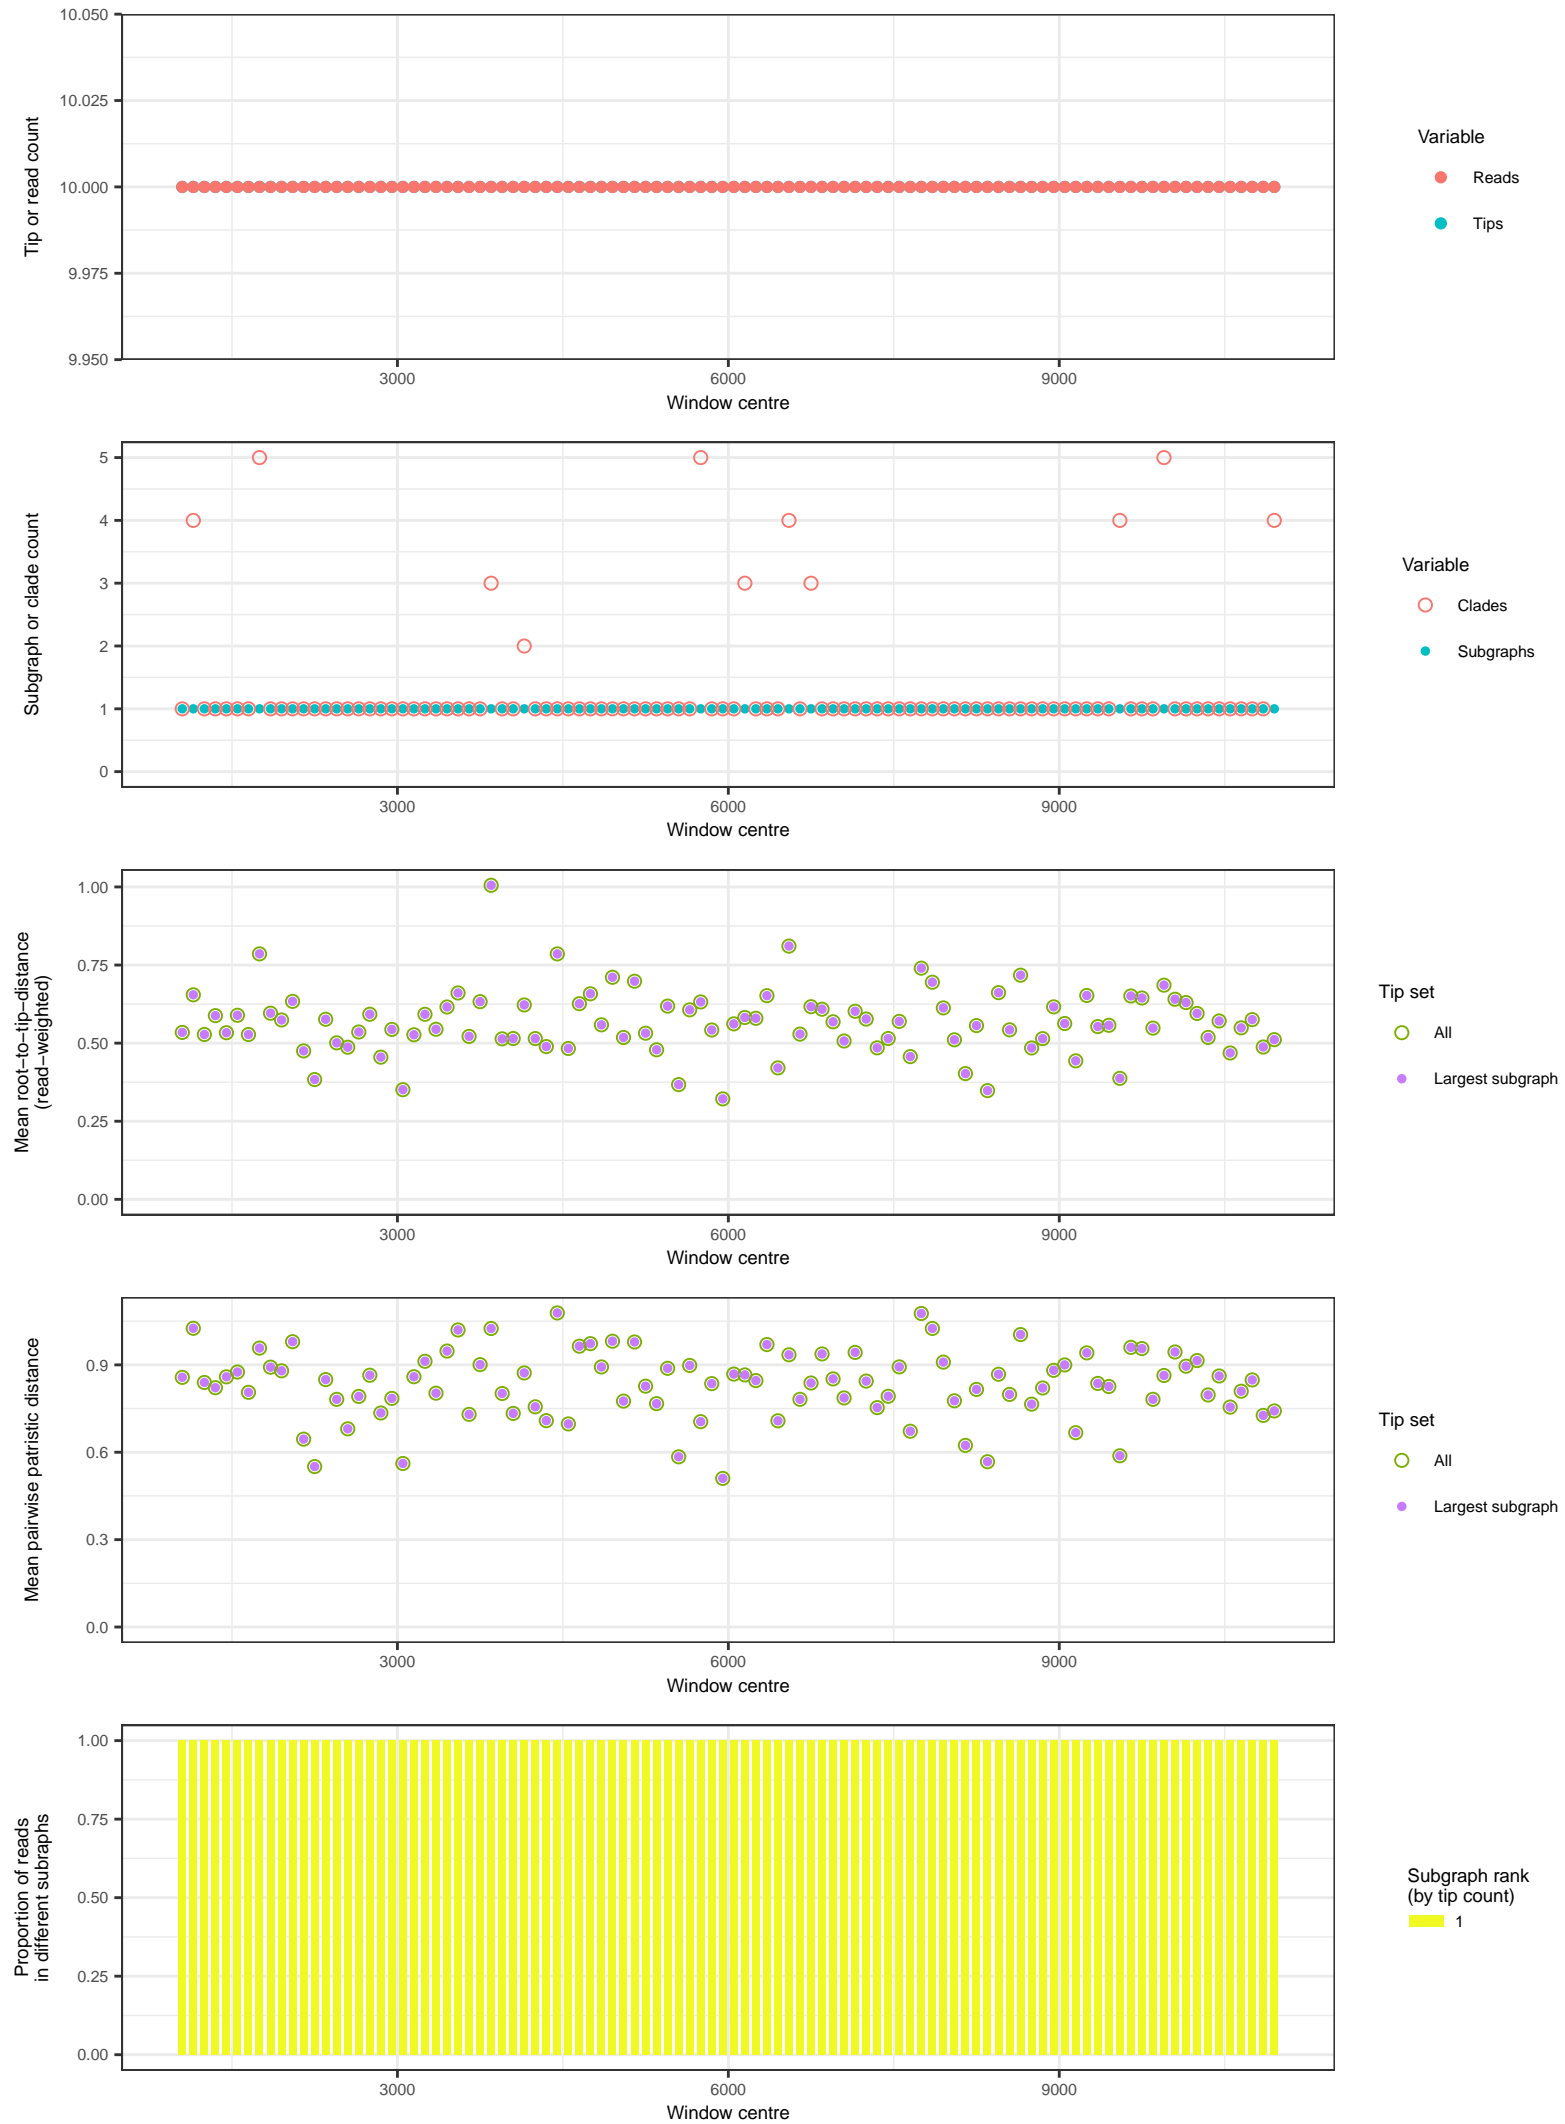 10.050
10.025
10.000
9.975
9.950
Tip or read count
3000
6000
9000
Window centre
Variable
Reads
Tips
5
4
3
2
1
0
Subgraph or clade count
3000
6000
9000
Window centre
Variable
Clades
Subgraphs
1.00
0.75
0.50
0.25
0.00
Mean root−to−tip−distance
(read−weighted)
3000
6000
9000
Window centre
Tip set
All
Largest subgraph
0.9
0.6
0.3
0.0
Mean pairwise patristic distance
3000
6000
9000
Window centre
Tip set
All
Largest subgraph
1.00
0.75
0.50
0.25
0.00
Proportion of reads
in different subraphs
3000
6000
9000
Window centre
Subgraph rank
(by tip count)
1